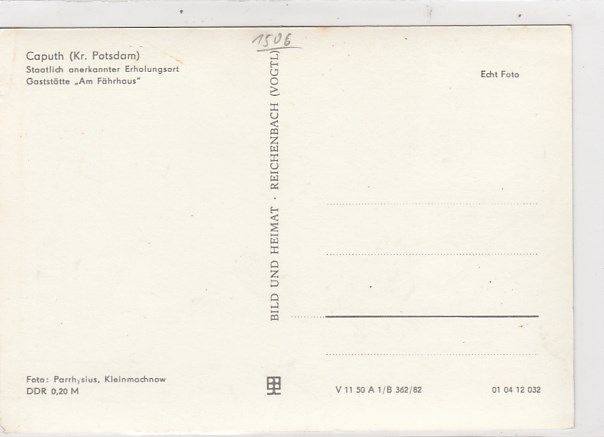 1506
Caputh (Kr. Potsdam)
Staatlich anerkannter Erholungsort
Gaststätte „Am Fährhaus"
Echt Foto
BILD UND HEIMAT · REICHENBACH (VOGTL)
Foto: Parrhysius, Kleinmachnow
DDR 0,20 M
V 11 50 A 1/B 362/82
01 04 12 032